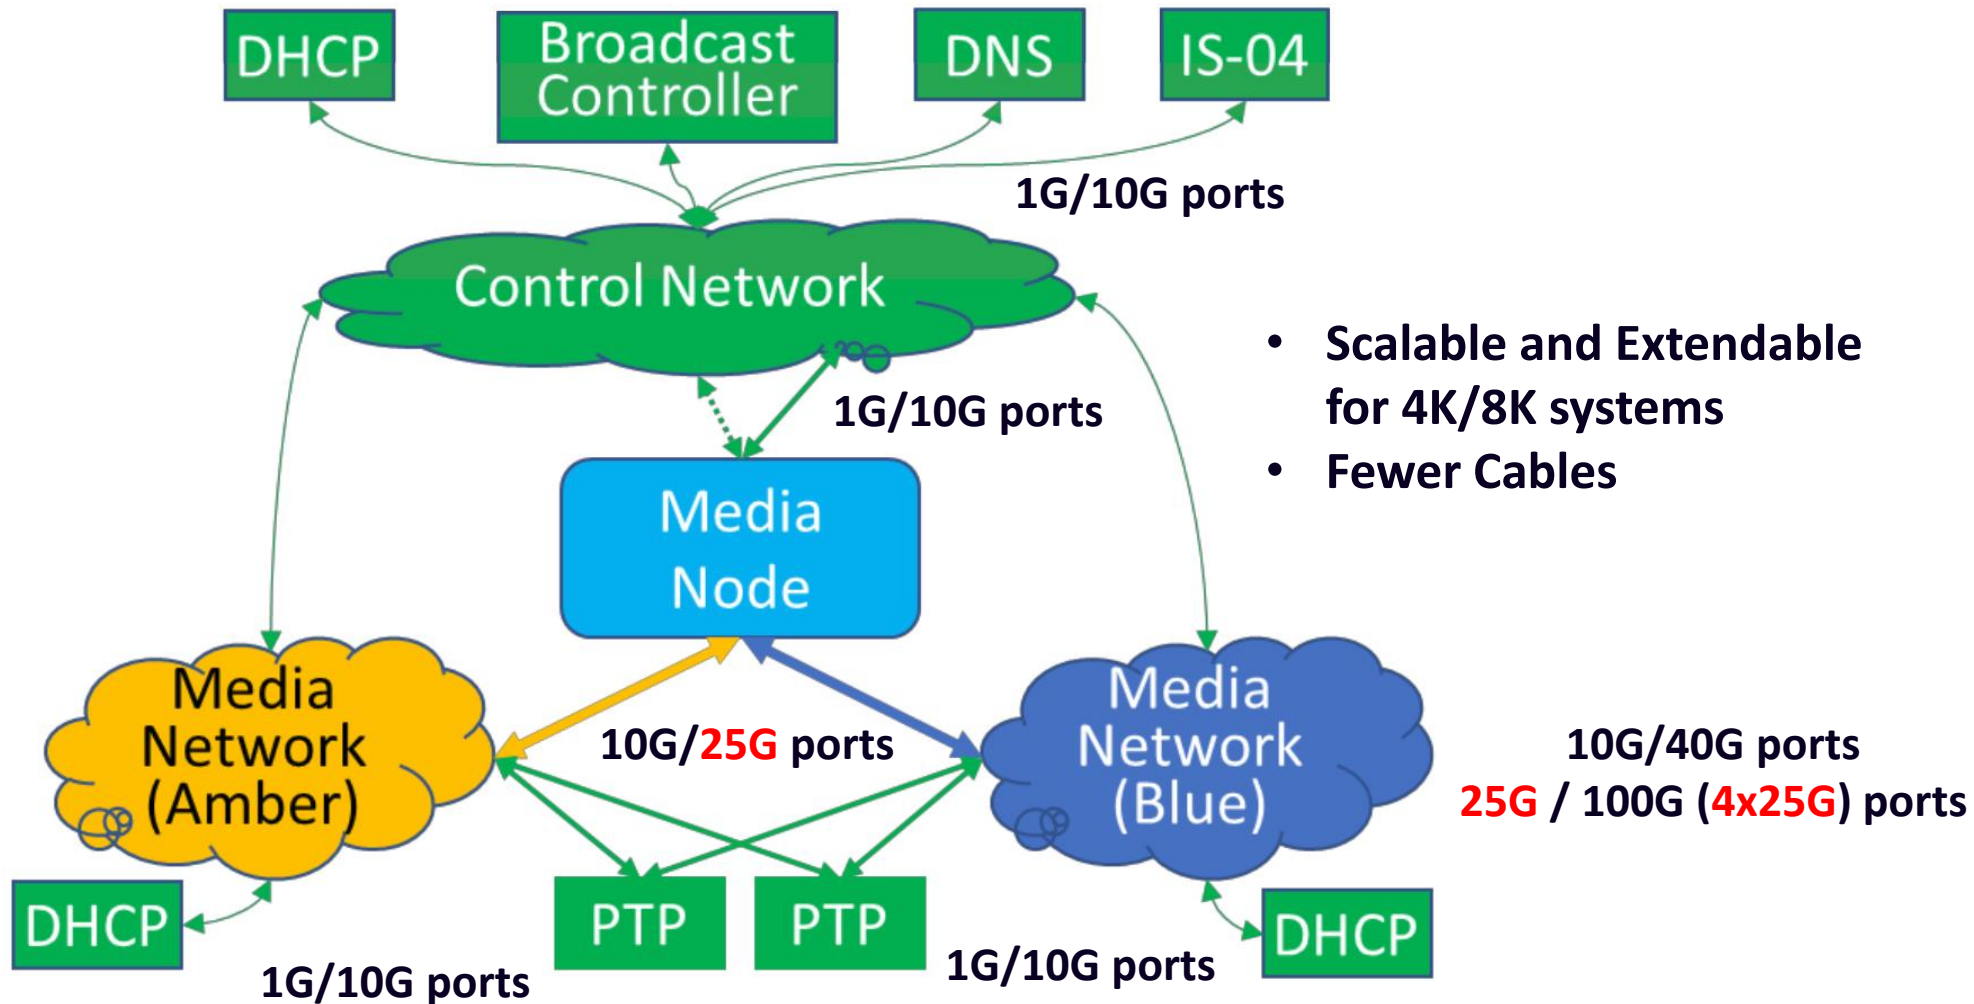 DHCP
Broadcast
Controller
DNS
IS-04
1G/10G ports
Control Network
1G/10G ports
• Scalable and Extendable
for 4K/8K systems
• Fewer Cables
Media
Node
Media
Network
(Amber)
10G/25G ports
Media
Network
(Blue)
10G/40G ports
25G / 100G (4x25G) ports
DHCP
PTP
PTP
DHCP
1G/10G ports
1G/10G ports